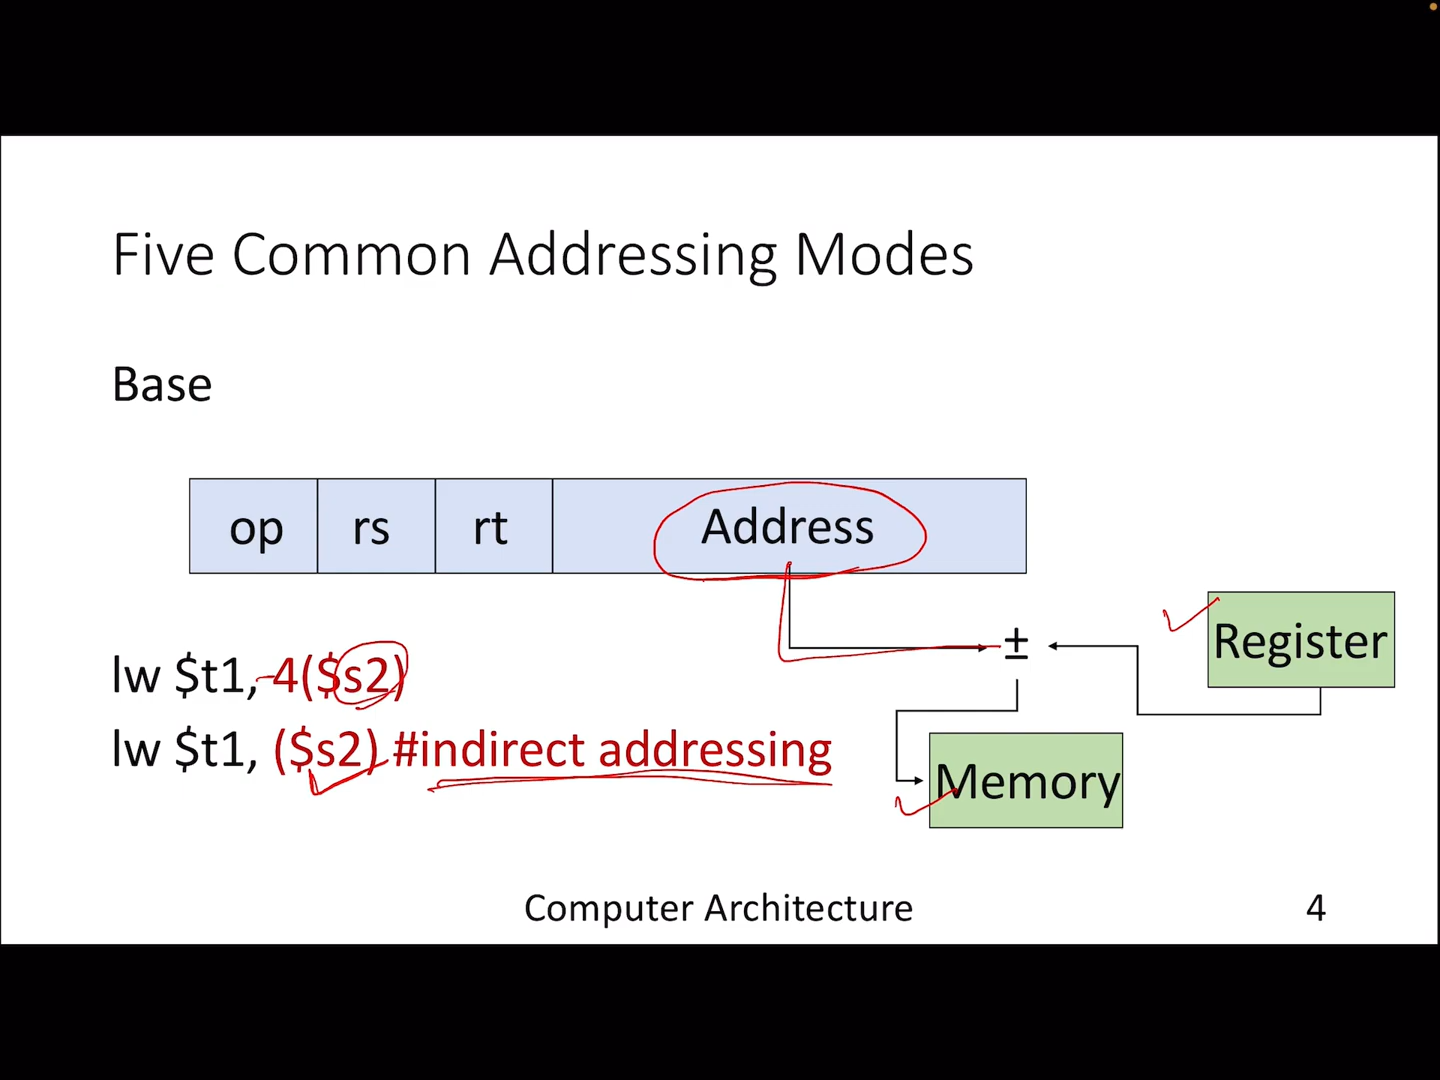 Five Common Addressing Modes
Base
op rs rt Address
±
Register
lw $t1, -4($s2)
lw $t1, ($s2) #indirect addressing
Memory
Computer Architecture
4